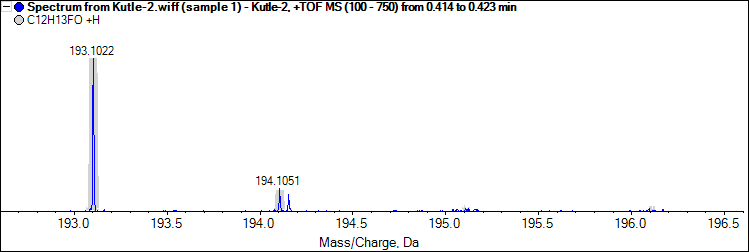 Spectrum from Kutle-2.wiff (sample 1) - Kutle-2, +TOF MS (100 - 750) from 0.414 to 0.423 min
C12H13FO +H
193.1022
194.1051
193.0 193.5 194.0 194.5 195.0 195.5 196.0 196.5
Mass/Charge, Da